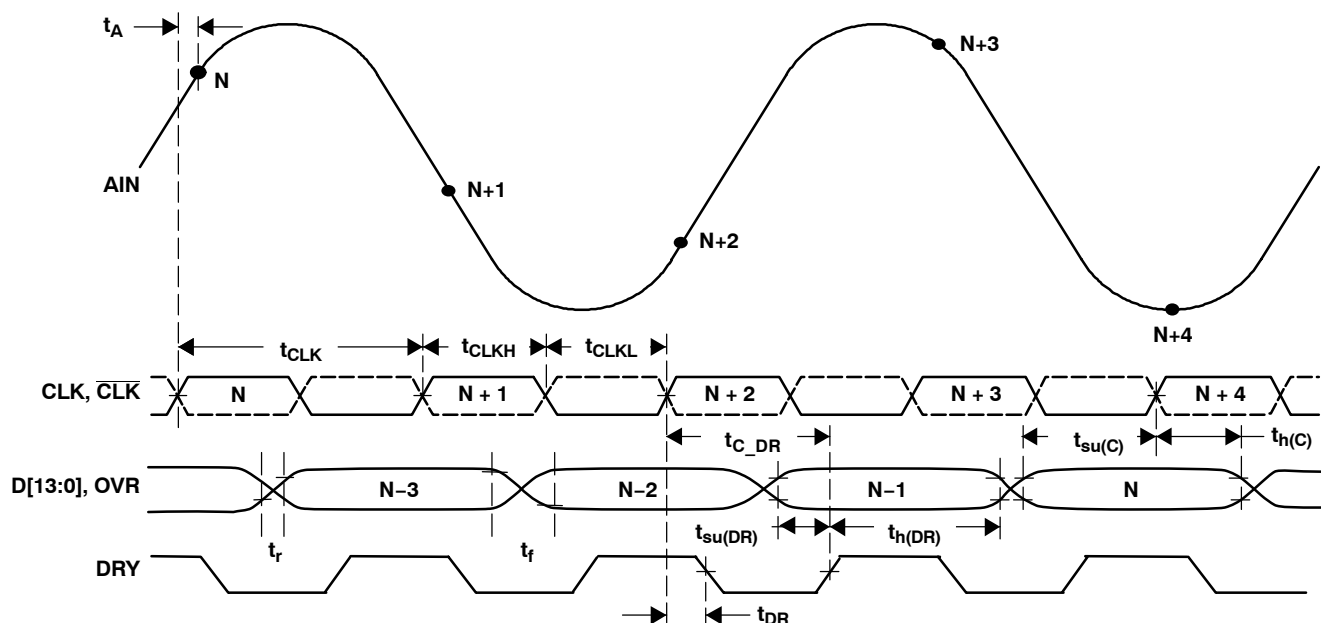 tA
N
N+3
AIN
N+1
N+2
N+4
tCLK
tCLKH
tCLKL
CLK, CLK
N
N + 1
N + 2
N + 3
N + 4
tC_DR
tsu(C)
th(C)
D[13:0], OVR
N−3
N−2
N−1
N
tr
tf
tsu(DR)
th(DR)
DRY
tDR